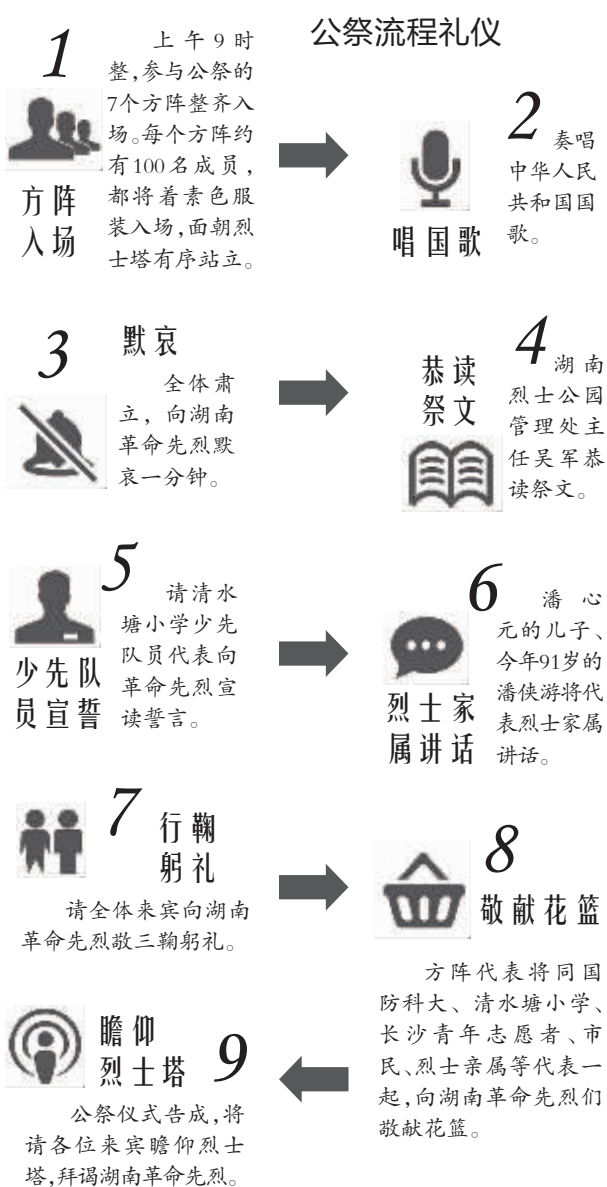 公祭流程礼仪
1
方阵
入场
上午9时
整,参与公祭的
7个方阵整齐入
场。每个方阵约
有100名成员,
都将着素色服
装入场,面朝烈
士塔有序站立。
2
唱国歌
奏唱
中华人民
共和国国
歌。
3
默哀
全体肃
立,向湖南
革命先烈默
哀一分钟。
4
恭读
祭文
湖南
烈士公园
管理处主
任吴军恭
读祭文。
5
少先队
员宣誓
请清水
塘小学少先
队员代表向
革命先烈宣
读誓言。
6
烈士家
属讲话
潘心
元的儿子、
今年91岁的
潘侠游将代
表烈士家属
讲话。
7
行鞠
躬礼
请全体来宾向湖南
革命先烈敬三鞠躬礼。
8
敬献花篮
方阵代表将同国
防科大、清水塘小学、
长沙青年志愿者、市
民、烈士亲属等代表一
起,向湖南革命先烈们
敬献花篮。
9
瞻仰
烈士塔
公祭仪式告成,将
请各位来宾瞻仰烈士
塔,拜谒湖南革命先烈。